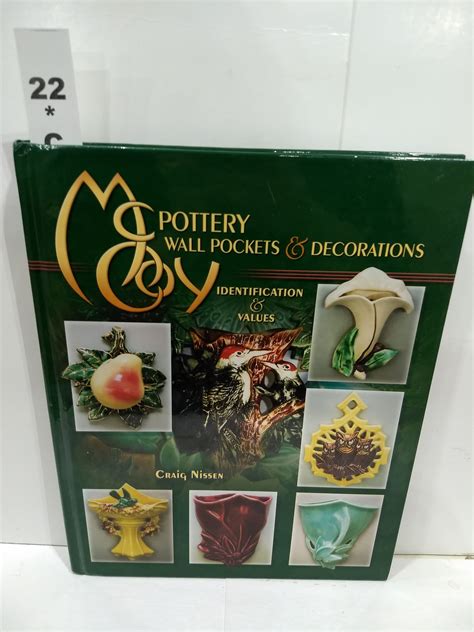 22
*
C
McCoy
POTTERY
WALL POCKETS & DECORATIONS
IDENTIFICATION
&
VALUES
CRAIG NISSEN